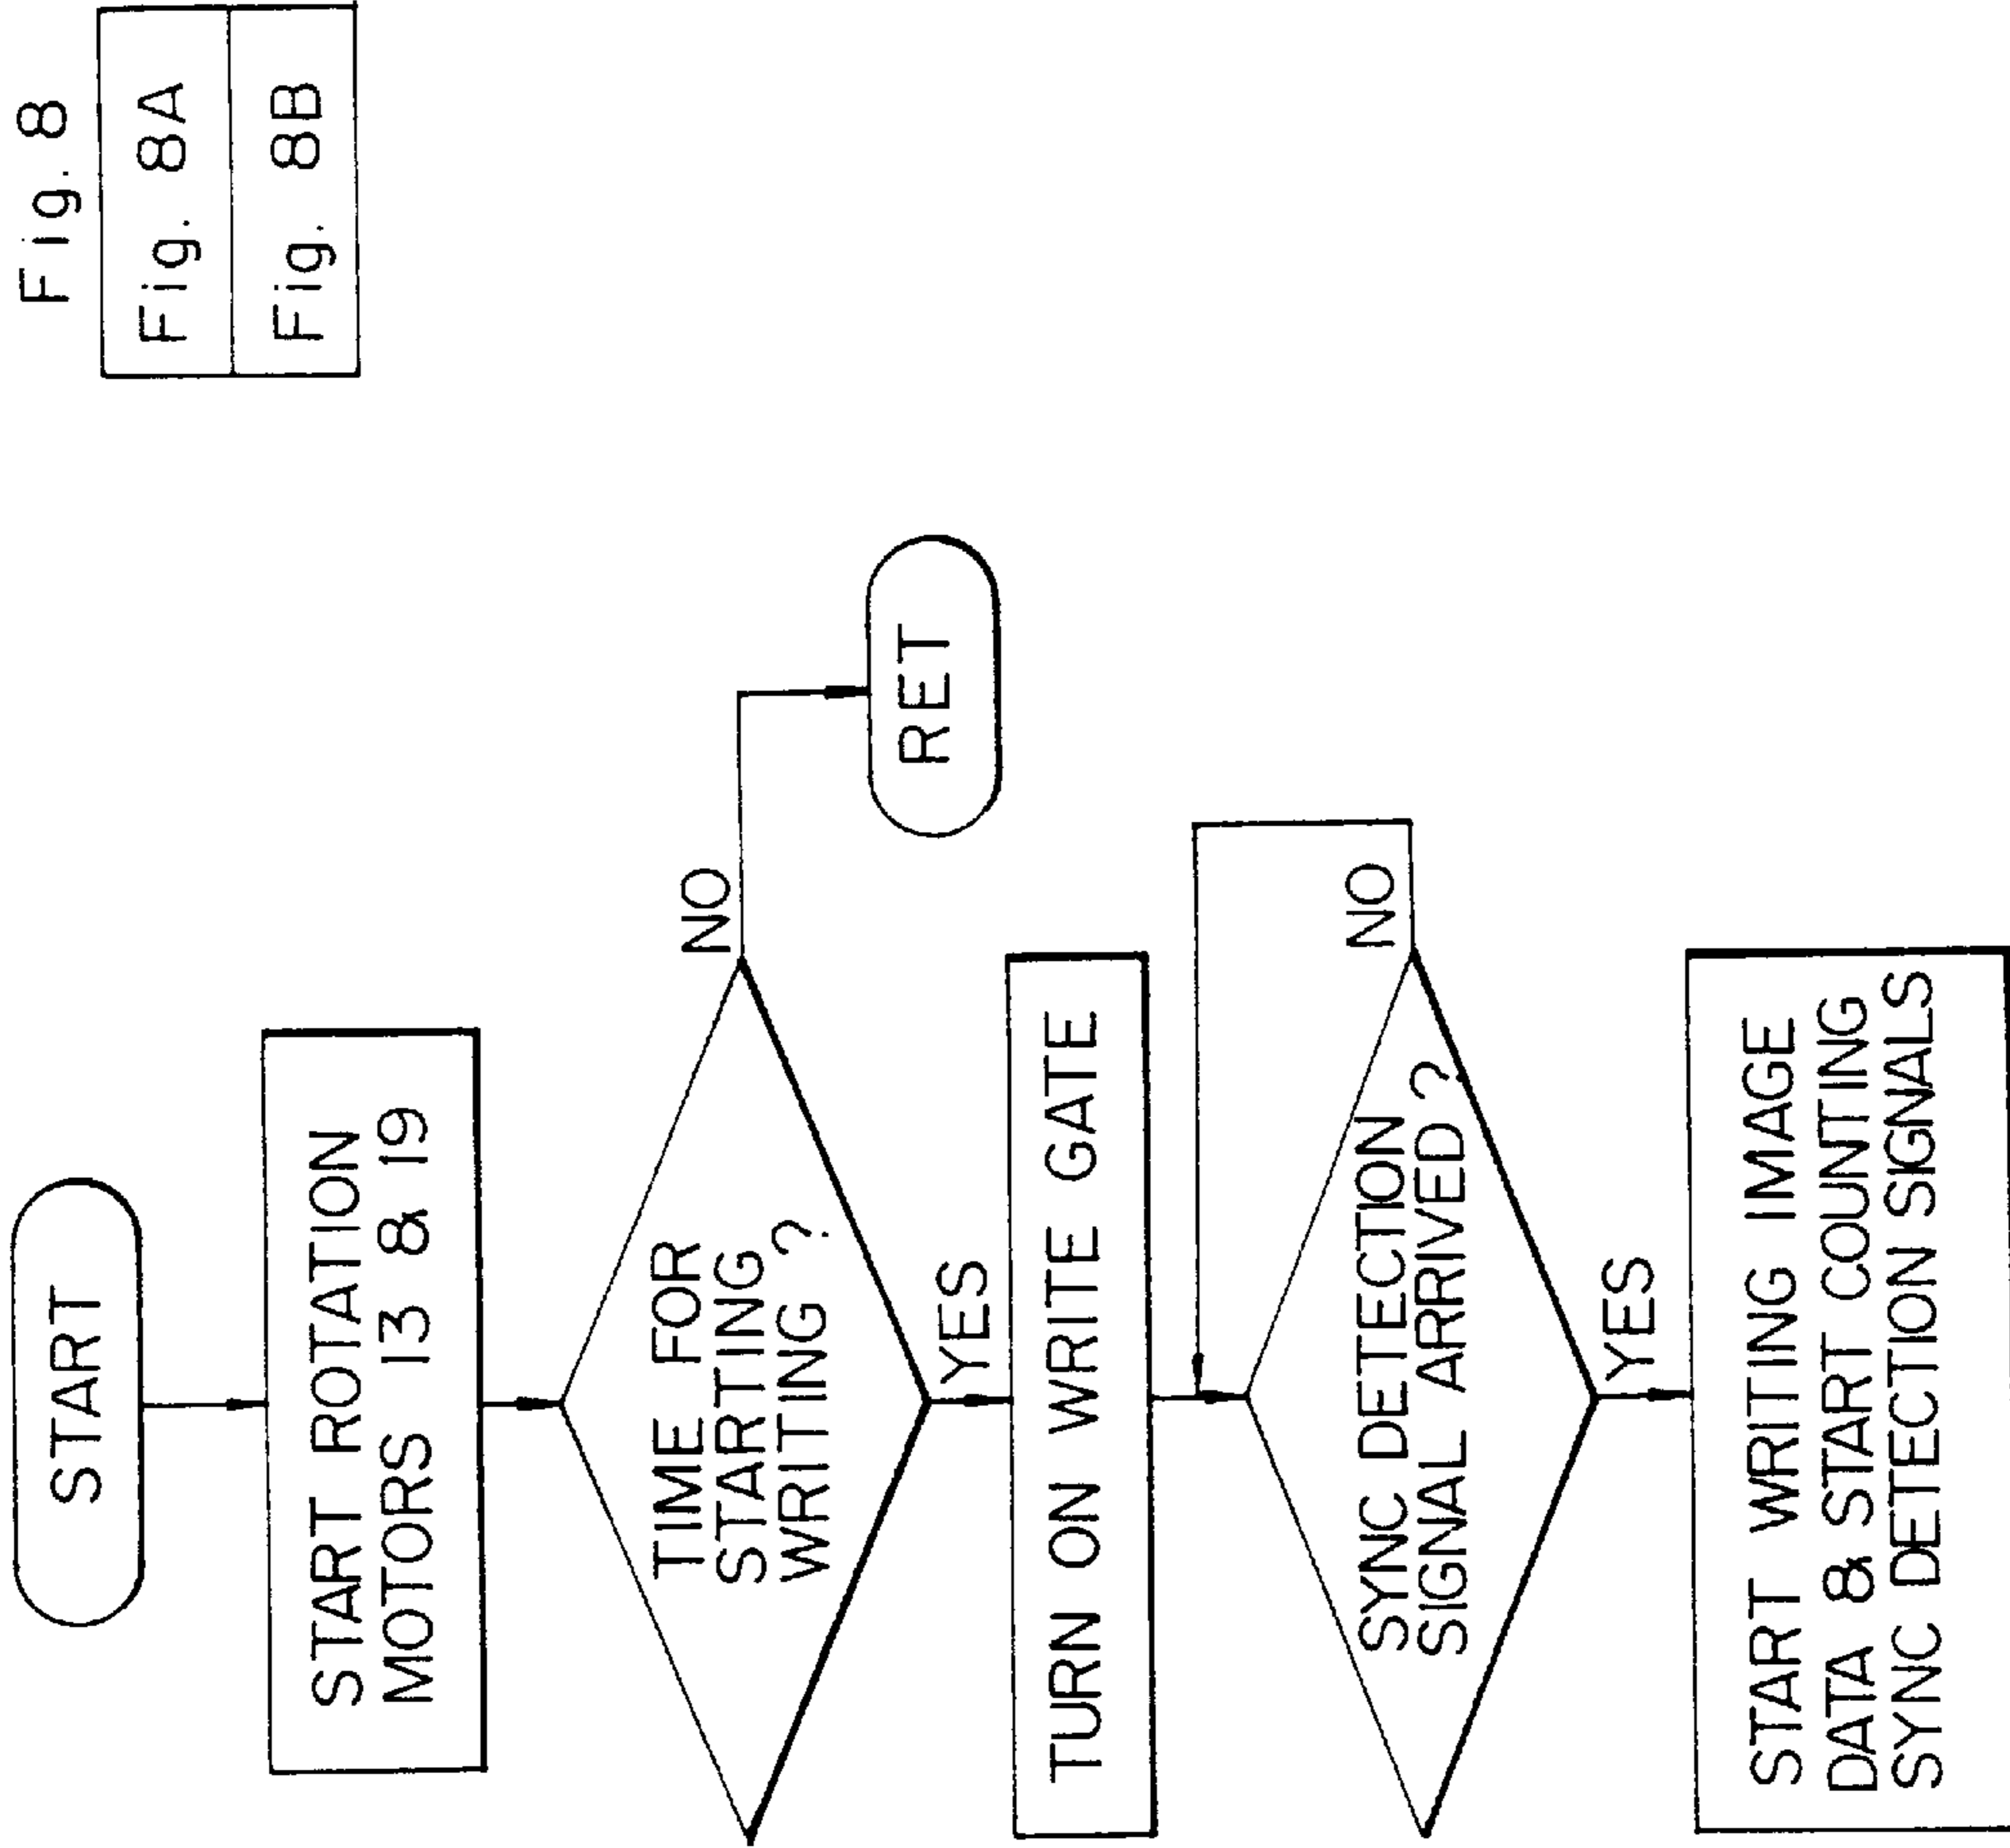 Fig. 8
Fig. 8A
Fig. 8B
START
START ROTATION
MOTORS 13 & 19
TIME FOR
STARTING
WRITING ?
NO
RET
YES
TURN ON WRITE GATE
SYNC DETECTION
SIGNAL ARRIVED ?
NO
YES
START WRITING IMAGE
DATA & START COUNTING
SYNC DETECTION SIGNALS